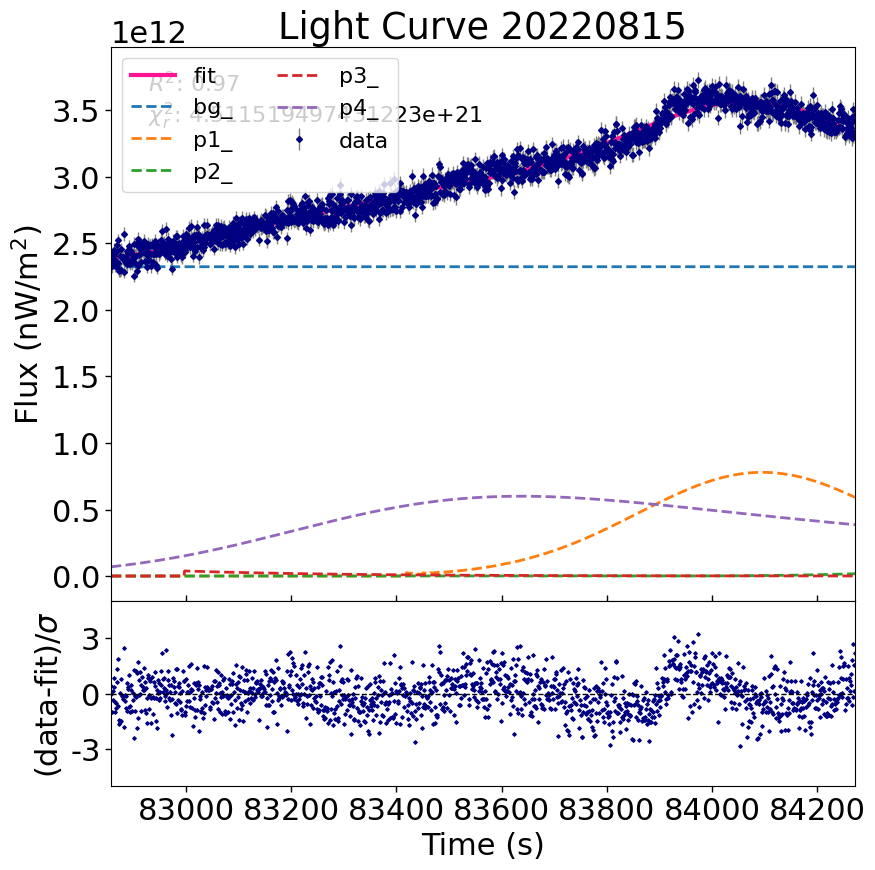 Light Curve 20220815
1e12
fit
bg_
p1_
p2_
p3_
p4_
data
R²: 0.97
3.5
3.0
2.5
2.0
1.5
1.0
0.5
0.0
Flux (nW/m²)
3
0
-3
(data-fit)/σ
83000 83200 83400 83600 83800 84000 84200
Time (s)